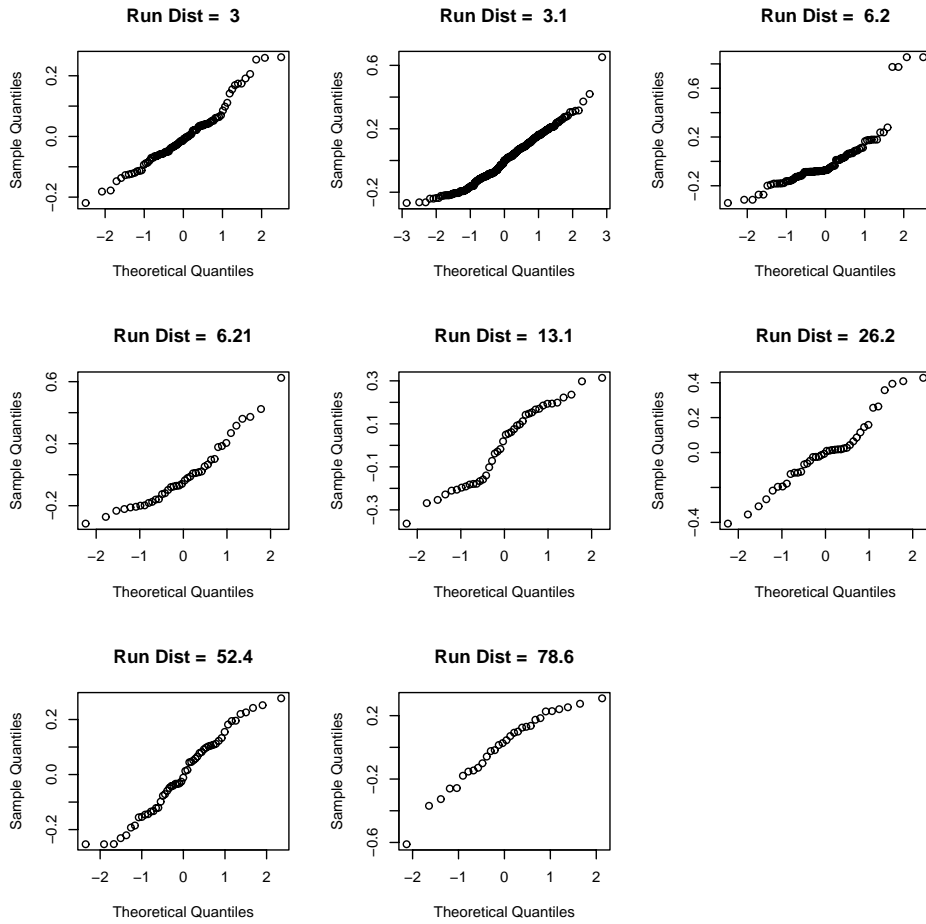 Run Dist = 3
Sample Quantiles
−0.2 0.0 0.2
−2 −1 0 1 2
Theoretical Quantiles
Run Dist = 3.1
Sample Quantiles
−0.2 0.2 0.6
−3 −2 −1 0 1 2 3
Theoretical Quantiles
Run Dist = 6.2
Sample Quantiles
−0.2 0.2 0.8
−2 −1 0 1 2
Theoretical Quantiles
Run Dist = 6.21
Sample Quantiles
−0.2 0.2 0.6
−2 −1 0 1 2
Theoretical Quantiles
Run Dist = 13.1
Sample Quantiles
−0.3 −0.1 0.1 0.3
−2 −1 0 1 2
Theoretical Quantiles
Run Dist = 26.2
Sample Quantiles
−0.4 0.0 0.4
−2 −1 0 1 2
Theoretical Quantiles
Run Dist = 52.4
Sample Quantiles
−0.2 0.0 0.2
−2 −1 0 1 2
Theoretical Quantiles
Run Dist = 78.6
Sample Quantiles
−0.6 −0.2 0.2
−2 −1 0 1 2
Theoretical Quantiles